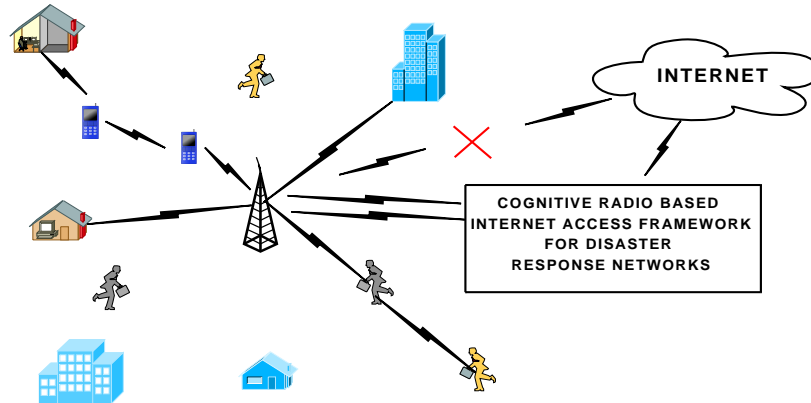 INTERNET
COGNITIVE RADIO BASED
INTERNET ACCESS FRAMEWORK
FOR DISASTER
RESPONSE NETWORKS